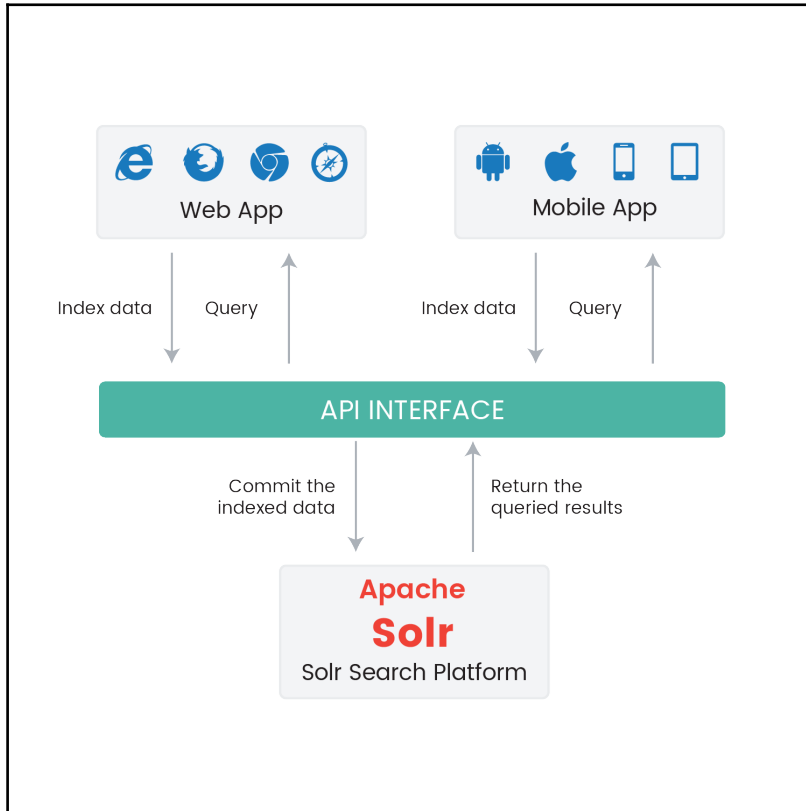 Web App
Mobile App
Index data
Query
Index data
Query
API INTERFACE
Commit the
indexed data
Return the
queried results
Apache
Solr
Solr Search Platform